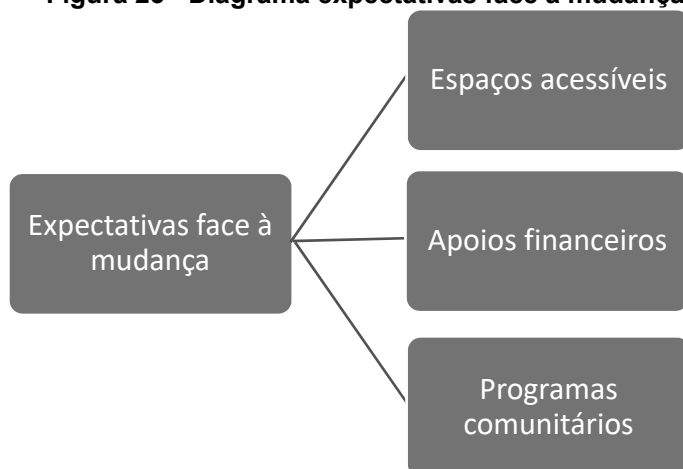 Figura - Diagrama expectativas face à mudança
Espaços acessíveis
Expectativas face à
mudança
Apoios financeiros
Programas
comunitários